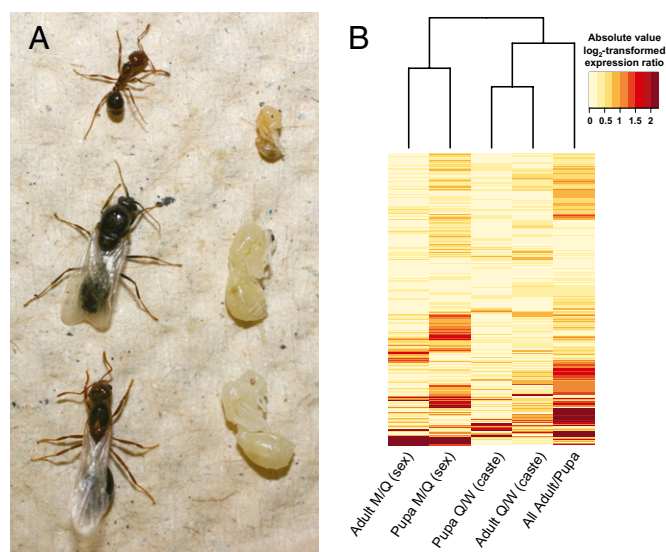 A
B
Absolute value
log₂-transformed
expression ratio
0 0.5 1 1.5 2
Adult M/Q (sex)
Pupa M/Q (sex)
Pupa Q/W (caste)
Adult Q/W (caste)
All Adult/Pupa